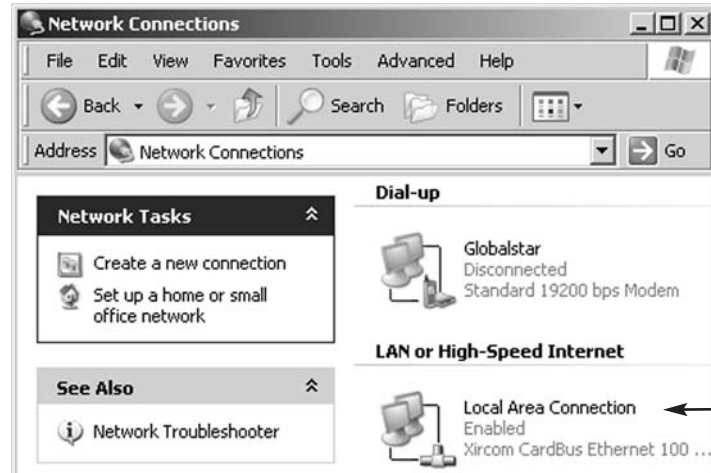 Network Connections
File Edit View Favorites Tools Advanced Help
Back Search Folders
Address Network Connections Go
Network Tasks
Create a new connection
Set up a home or small
office network
See Also
Network Troubleshooter
Dial-up
Globalstar
Disconnected
Standard 19200 bps Modem
LAN or High-Speed Internet
Local Area Connection
Enabled
Xircom CardBus Ethernet 100 ...